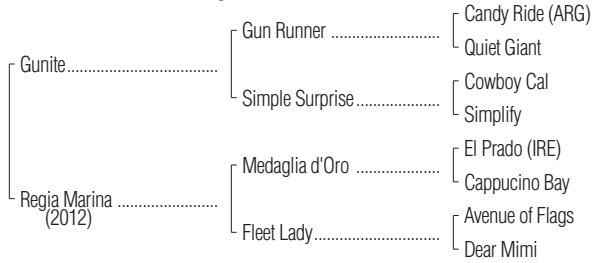 Candy Ride (ARG)
Gun Runner ........................
Quiet Giant
Gunite.................................
Cowboy Cal
Simple Surprise..................
Simplify
El Prado (IRE)
Medaglia d'Oro ..................
Cappucino Bay
Regia Marina ......................
(2012)
Avenue of Flags
Fleet Lady...........................
Dear Mimi